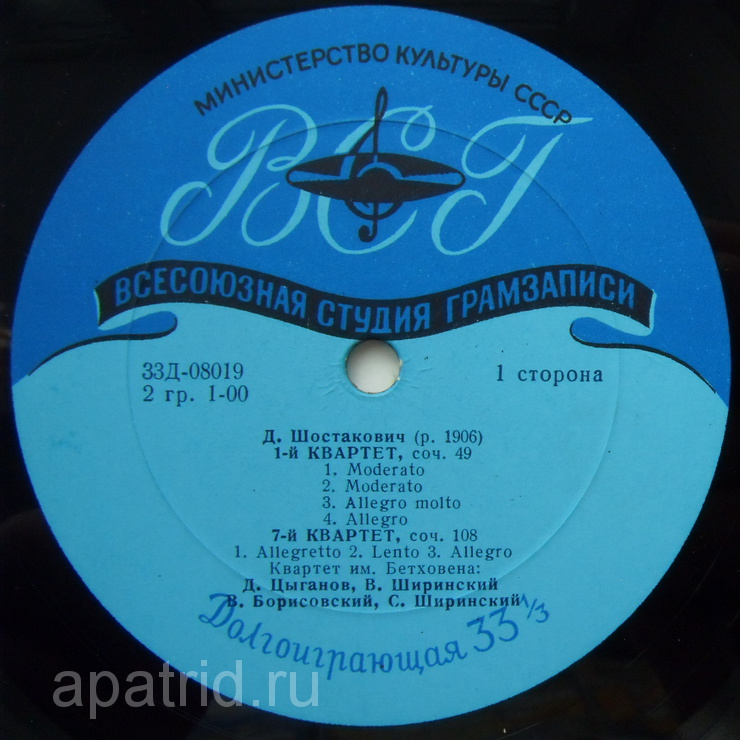 МИНИСТЕРСТВО КУЛЬТУРЫ СССР
ВСГ
ВСЕСОЮЗНАЯ СТУДИЯ ГРАМЗАПИСИ
33Д-08019
2 гр. 1-00
1 сторона
Д. Шостакович (р. 1906)
1-й КВАРТЕТ, соч. 49
1. Moderato
2. Moderato
3. Allegro molto
4. Allegro
7-й КВАРТЕТ, соч. 108
1. Allegretto 2. Lento 3. Allegro
Квартет им. Бетховена:
Д. Цыганов, В. Ширинский
В. Борисовский, С. Ширинский
Долгоиграющая 33 1/3
apatrid.ru